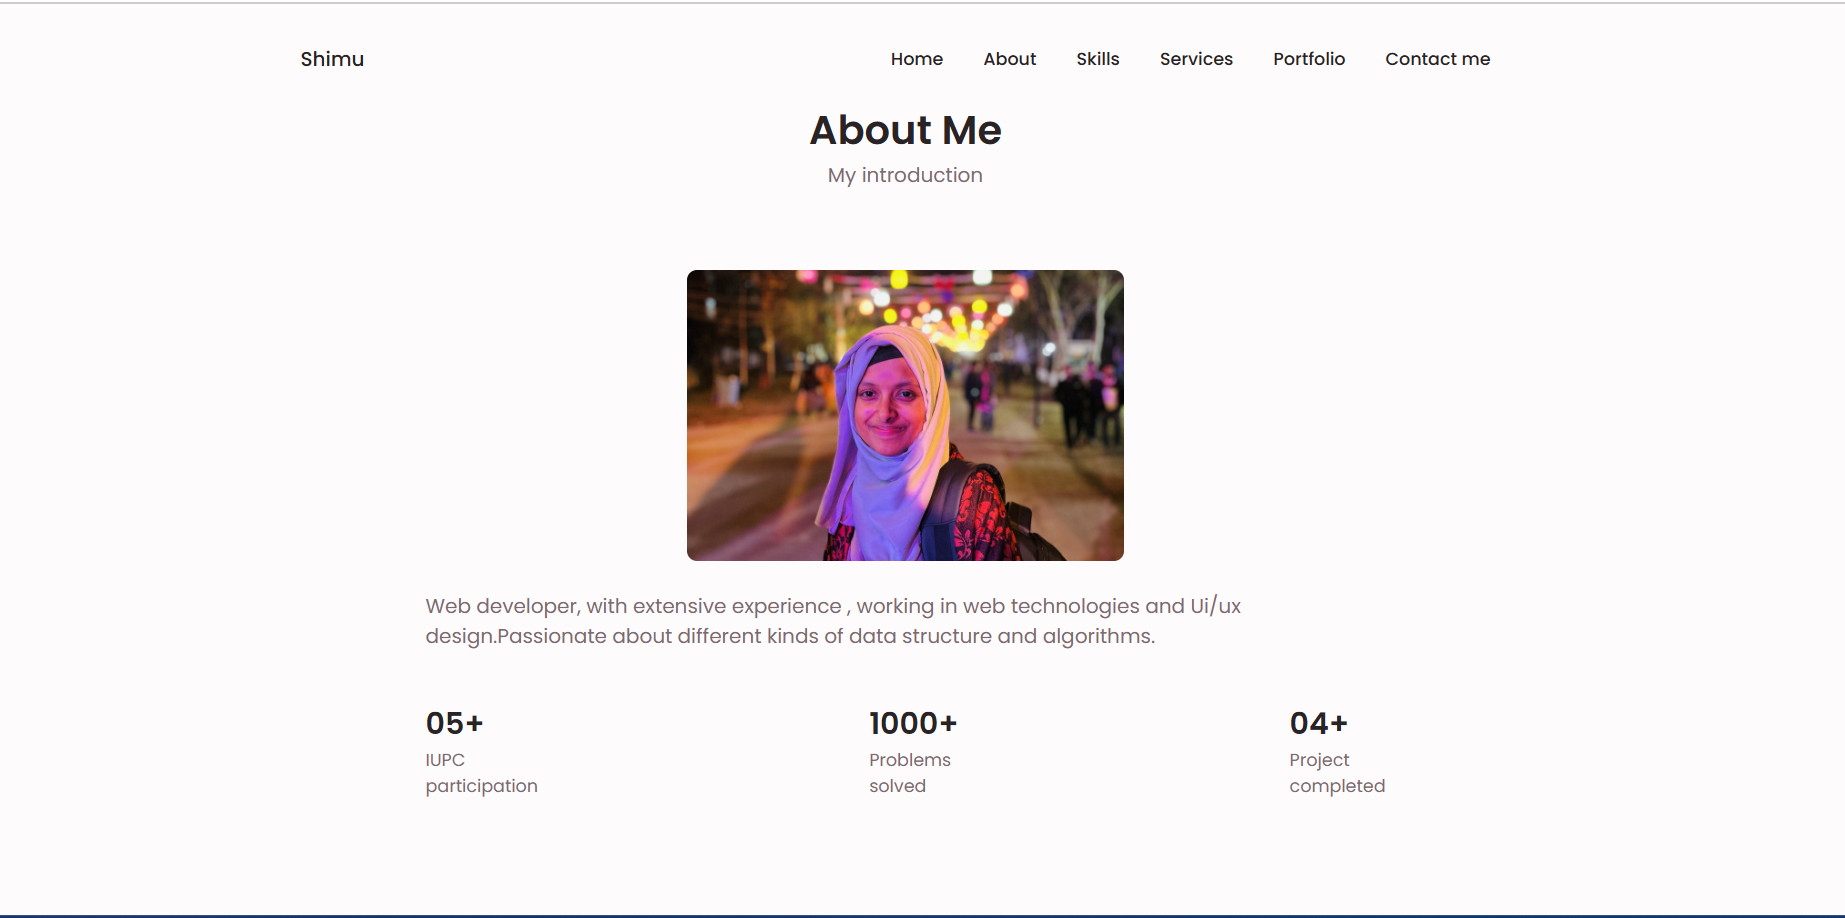 Shimu
Home About Skills Services Portfolio Contact me
About Me
My introduction
Web developer, with extensive experience , working in web technologies and Ui/ux
design.Passionate about different kinds of data structure and algorithms.
05+
IUPC
participation
1000+
Problems
solved
04+
Project
completed